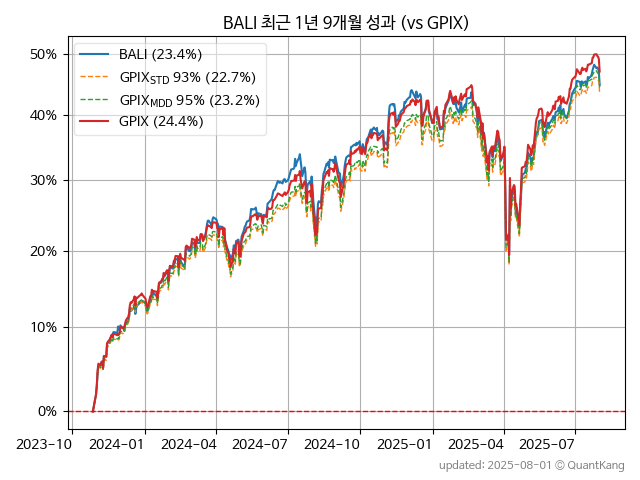 BALI 최근 1년 9개월 성과 (vs GPIX)
BALI (23.4%)
GPIX_STD 93% (22.7%)
GPIX_MDD 95% (23.2%)
GPIX (24.4%)
50%
40%
30%
20%
10%
0%
2023-10 2024-01 2024-04 2024-07 2024-10 2025-01 2025-04 2025-07
updated: 2025-08-01 © QuantKang